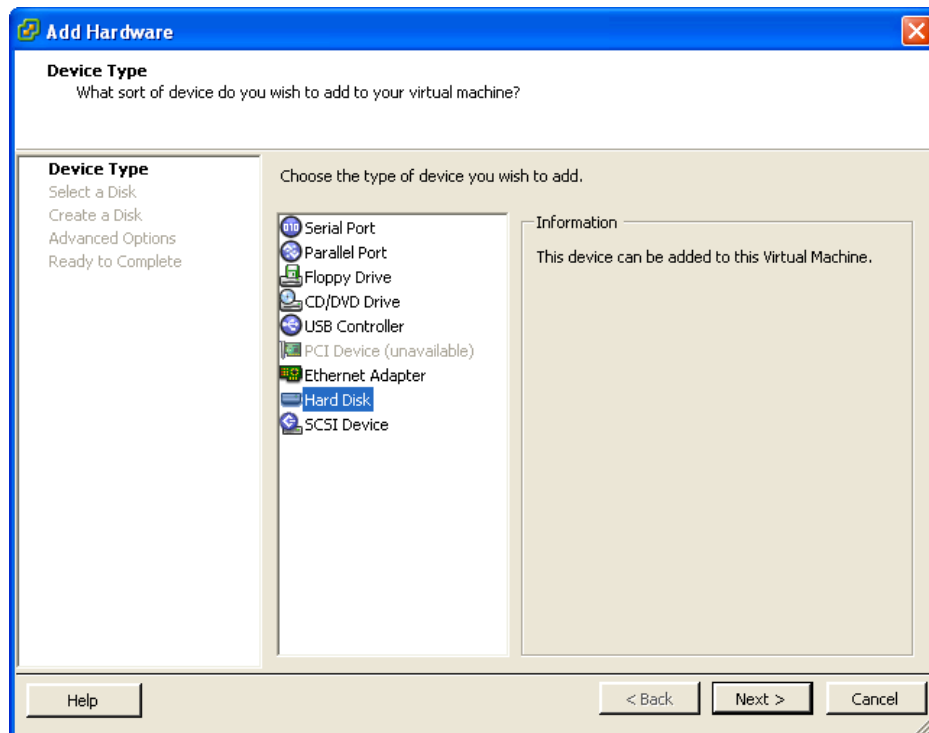 Add Hardware
Device Type
What sort of device do you wish to add to your virtual machine?
Device Type
Select a Disk
Create a Disk
Advanced Options
Ready to Complete
Choose the type of device you wish to add.
Serial Port
Parallel Port
Floppy Drive
CD/DVD Drive
USB Controller
PCI Device (unavailable)
Ethernet Adapter
Hard Disk
SCSI Device
Information
This device can be added to this Virtual Machine.
Help
< Back
Next >
Cancel